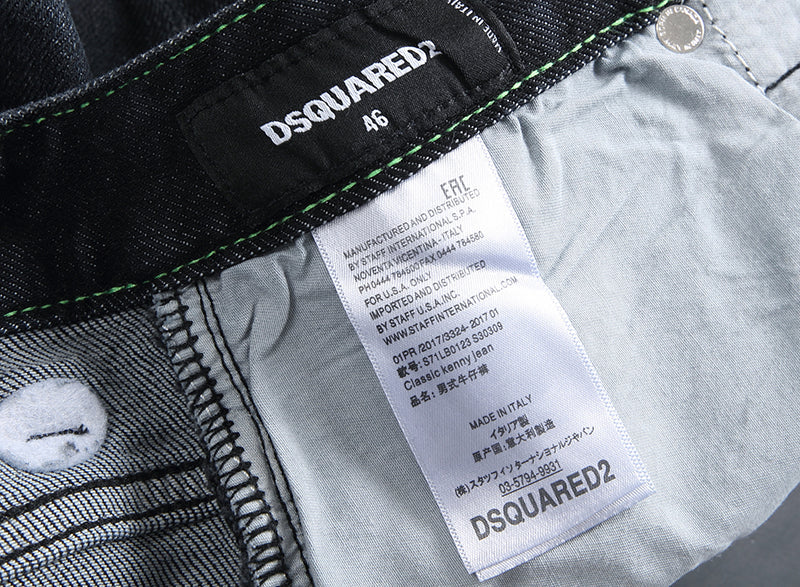 MADE IN ITALY
DSQUARED2
46
EAC
MANUFACTURED AND DISTRIBUTED
BY STAFF INTERNATIONAL S.P.A.
NOVENTA VICENTINA - ITALY
PH 0444 784600/FAX 0444 784580
FOR U.S.A. ONLY
IMPORTED AND DISTRIBUTED
BY STAFF U.S.A.INC.
WWW.STAFFINTERNATIONAL.COM
01PR /2017/3324-2017 01
款号: S71LB0123 S30309
Classic kenny jean
品名: 男式牛仔裤
MADE IN ITALY
イタリア製
原产国:意大利製造
(株)スタッフインターナショナルジャパン
03-5794-9931
DSQUARED2